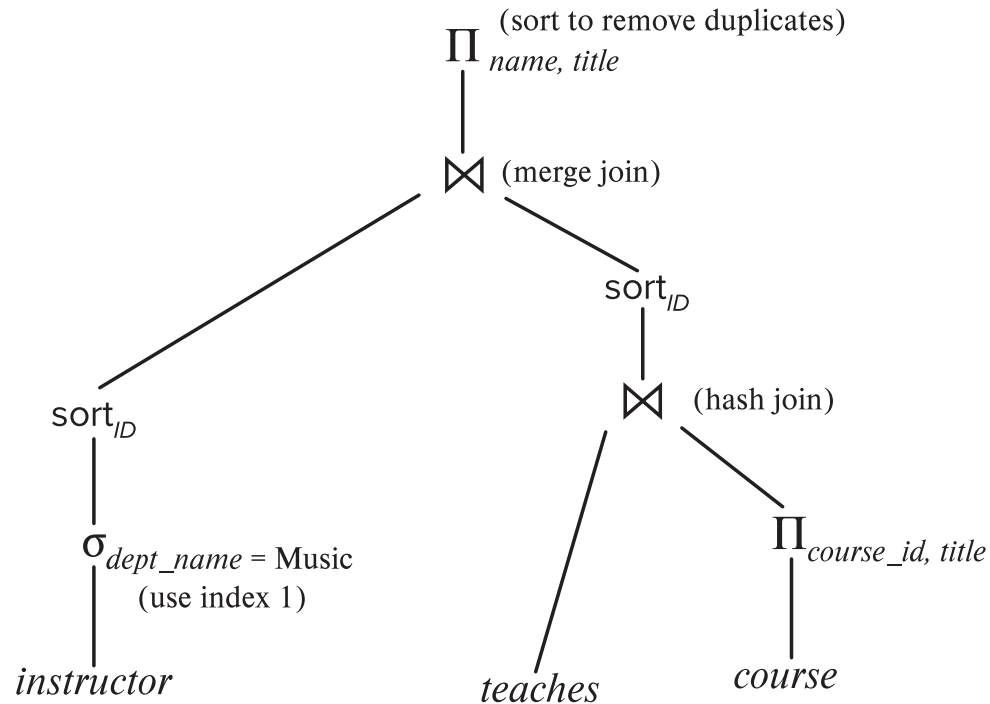 Π (sort to remove duplicates)
name, title
⋈ (merge join)
sort ID
sort ID
⋈ (hash join)
σ dept_name = Music
(use index 1)
Π course_id, title
instructor
teaches
course